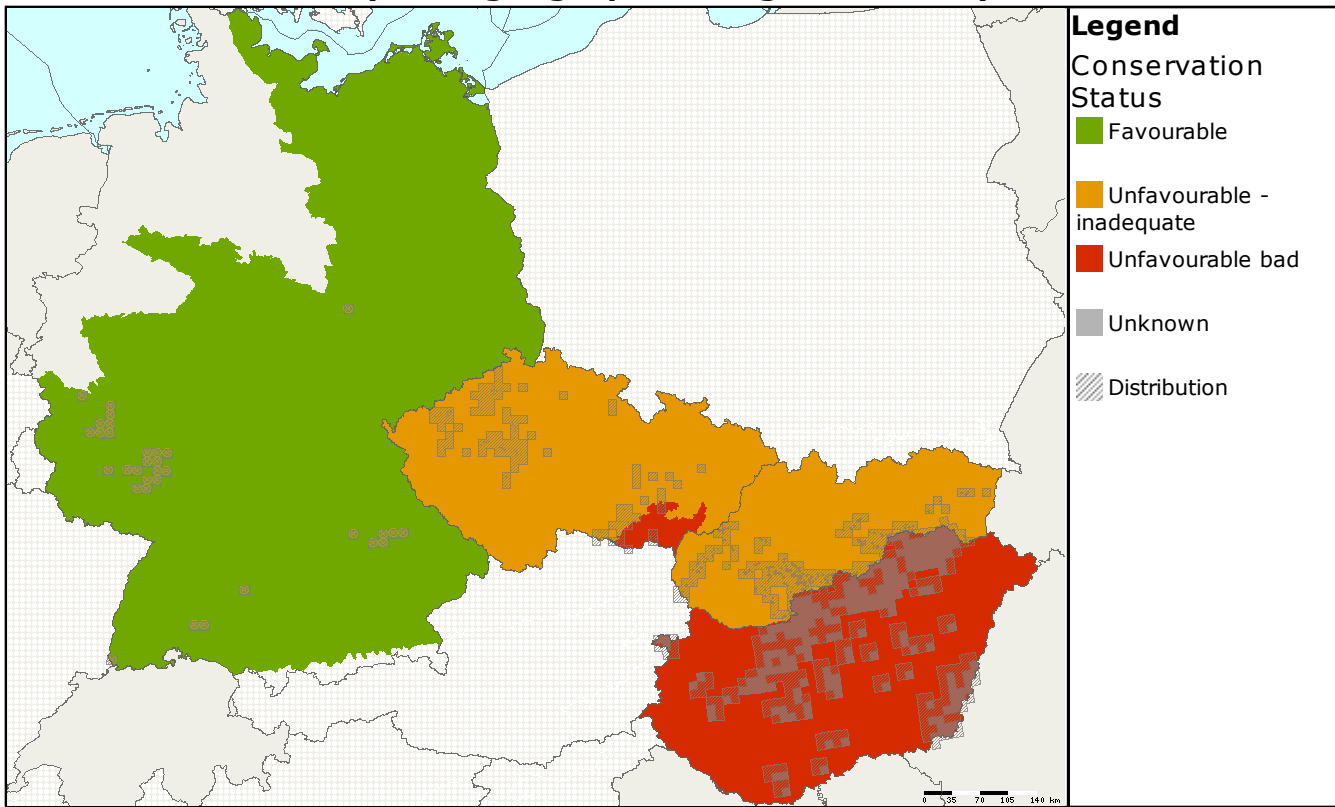 Legend
Conservation
Status
Favourable
Unfavourable -
inadequate
Unfavourable bad
Unknown
Distribution
0 35 70 105 140 km